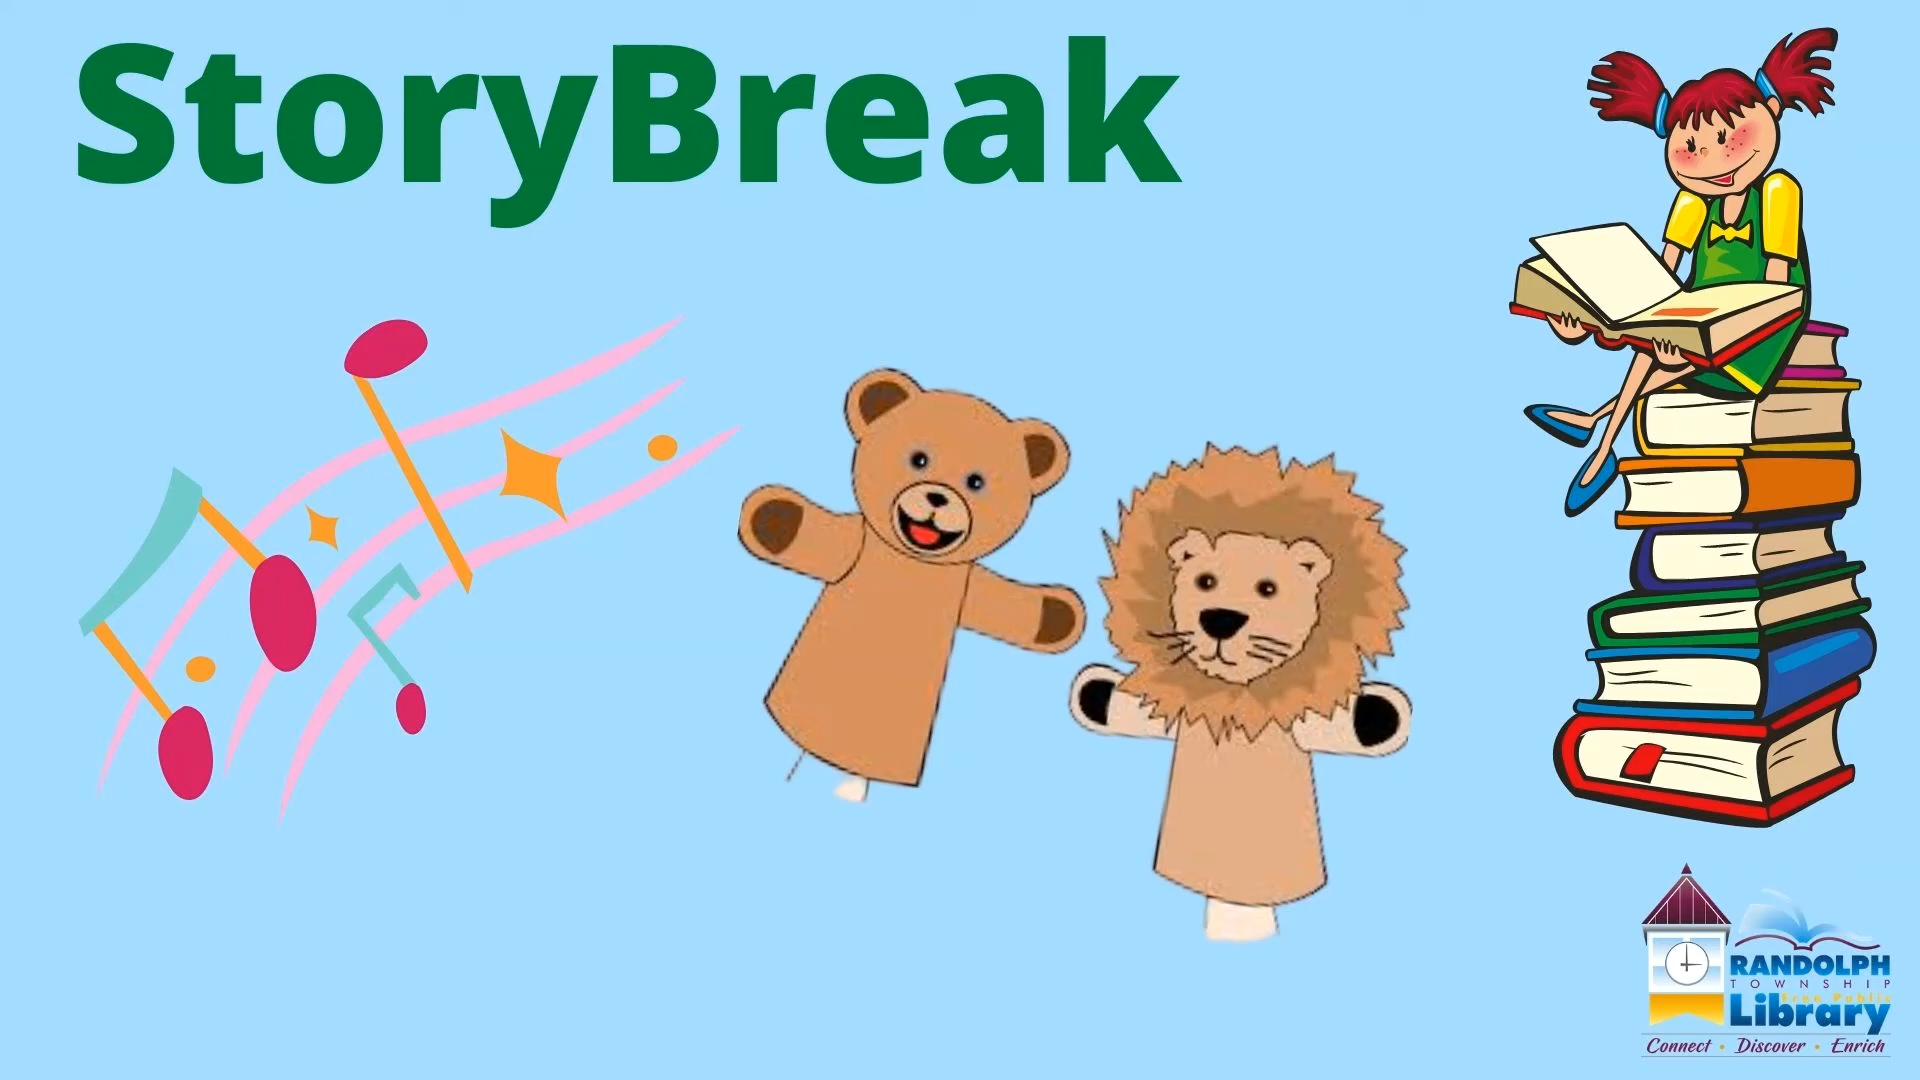 StoryBreak
RANDOLPH
TOWNSHIP
Free Public
Library
Connect • Discover • Enrich